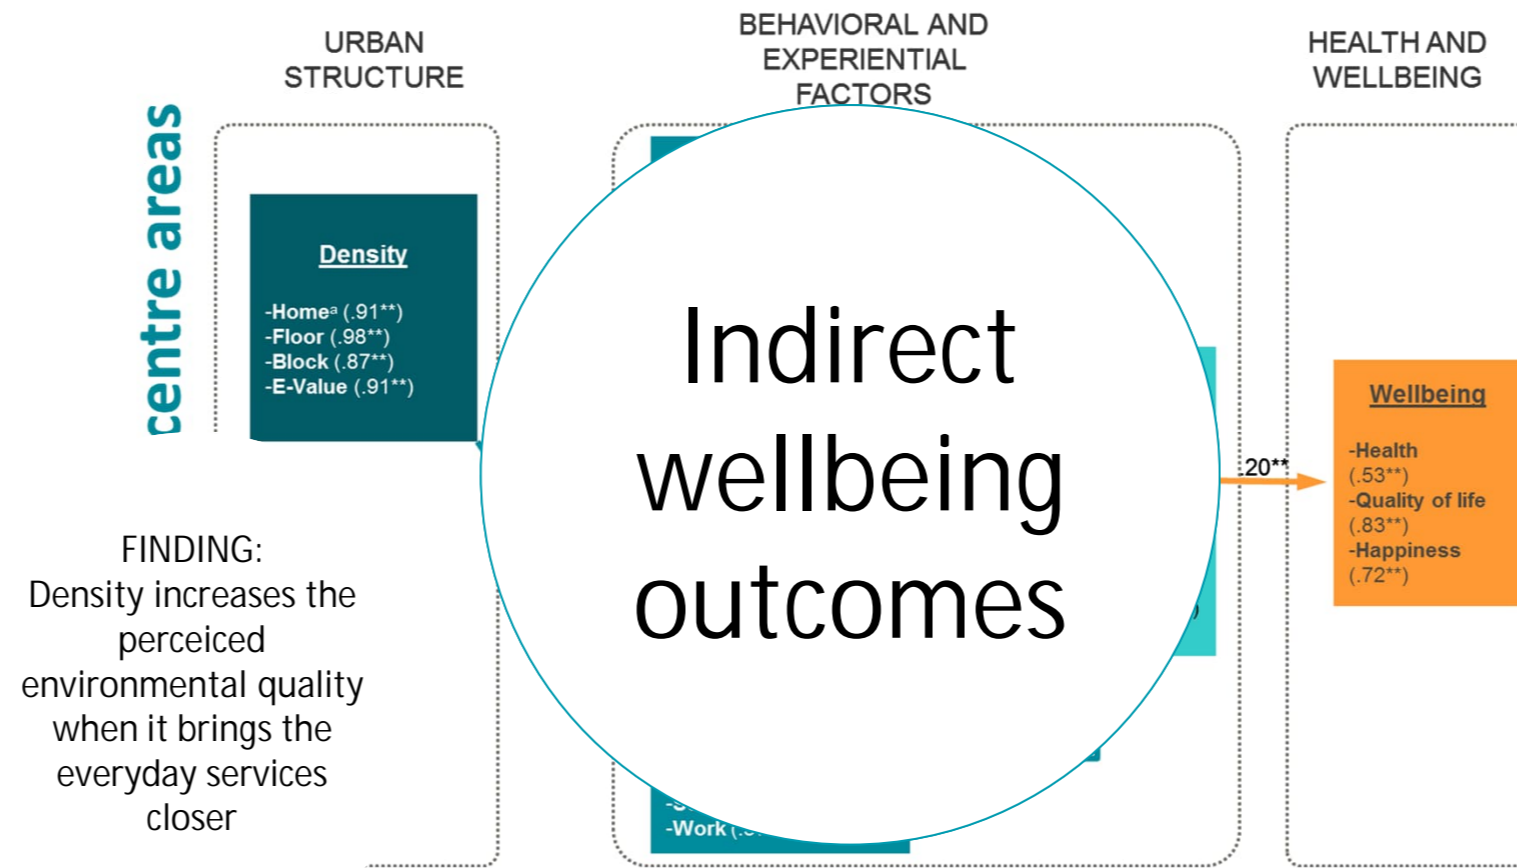 URBAN
STRUCTURE
BEHAVIORAL AND
EXPERIENTIAL
FACTORS
HEALTH AND
WELLBEING
centre areas
Density
-Homeᵃ (.91**)
-Floor (.98**)
-Block (.87**)
-E-Value (.91**)
Indirect
wellbeing
outcomes
.20**
Wellbeing
-Health
(.53**)
-Quality of life
(.83**)
-Happiness
(.72**)
FINDING:
Density increases the
perceiced
environmental quality
when it brings the
everyday services
closer
-Work